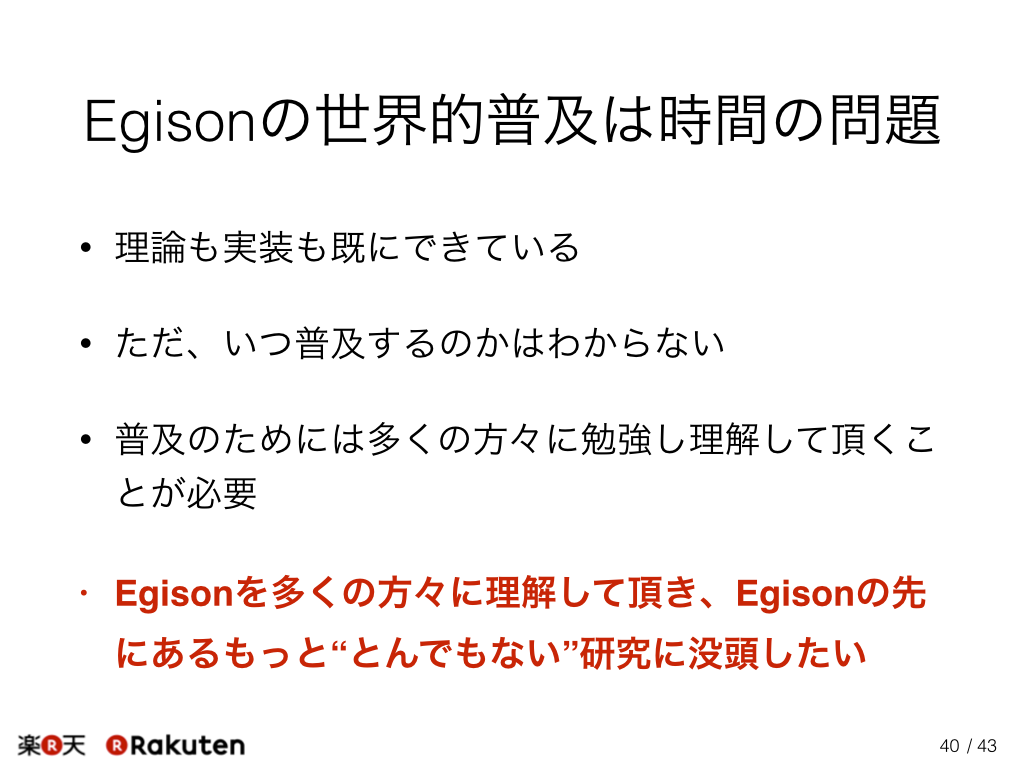 Egisonの世界的普及は時間の問題
• 理論も実装も既にできている
• ただ、いつ普及するのかはわからない
• 普及のためには多くの方々に勉強し理解して頂くこ
とが必要
• Egisonを多くの方々に理解して頂き、Egisonの先
にあるもっと“とんでもない”研究に没頭したい
楽R天 R Rakuten
40 / 43